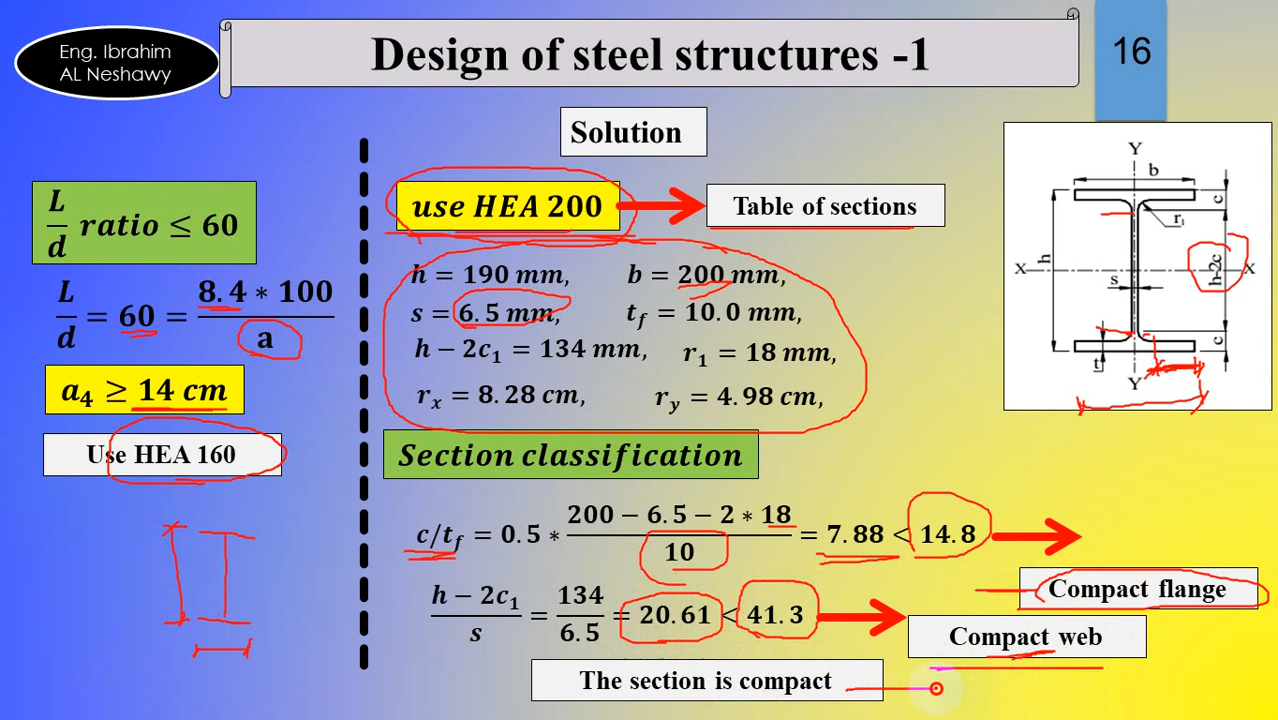 Eng. Ibrahim
AL Neshawy
Design of steel structures -1
16
Solution
L/d ratio ≤ 60
L/d = 60 = 8.4 * 100 / a
a₄ ≥ 14 cm
Use HEA 160
use HEA 200
Table of sections
h = 190 mm, b = 200 mm,
s = 6.5 mm, t_f = 10.0 mm,
h − 2c₁ = 134 mm, r₁ = 18 mm,
r_x = 8.28 cm, r_y = 4.98 cm,
Section classification
c/t_f = 0.5 * (200 − 6.5 − 2 * 18) / 10 = 7.88 < 14.8
Compact flange
(h − 2c₁) / s = 134 / 6.5 = 20.61 < 41.3
Compact web
The section is compact
Y
b
c
r₁
h
X
s
h-2c
X
t
c
Y